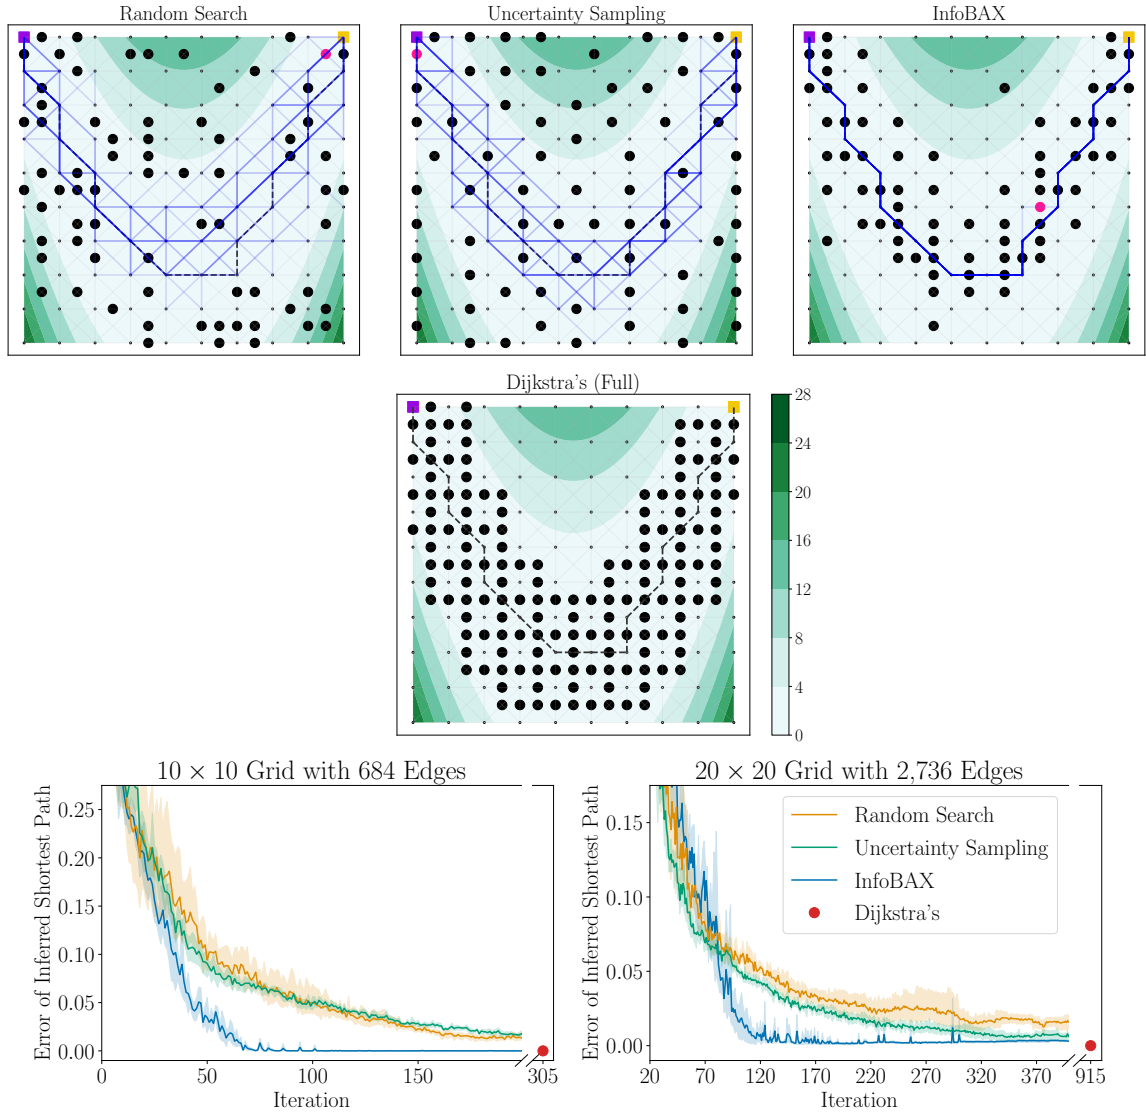 Random Search
Uncertainty Sampling
InfoBAX
Dijkstra's (Full)
28
24
20
16
12
8
4
0
10 × 10 Grid with 684 Edges
Error of Inferred Shortest Path
0.25
0.20
0.15
0.10
0.05
0.00
0
50
100
150
305
Iteration
20 × 20 Grid with 2,736 Edges
Error of Inferred Shortest Path
0.15
0.10
0.05
0.00
Random Search
Uncertainty Sampling
InfoBAX
Dijkstra's
20
70
120
170
220
270
320
370
915
Iteration